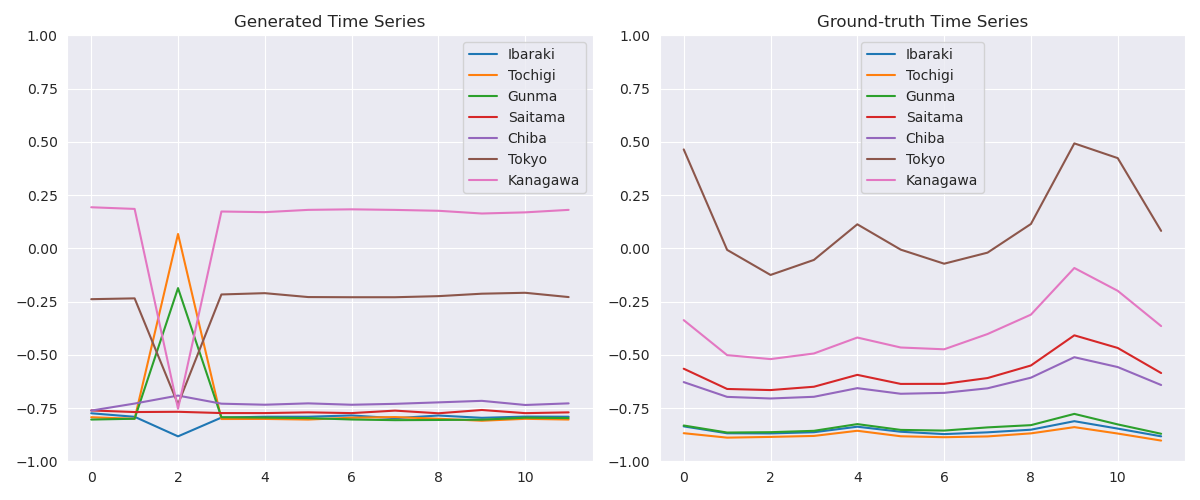 Generated Time Series
1.00
0.75
0.50
0.25
0.00
−0.25
−0.50
−0.75
−1.00
0 2 4 6 8 10
Ibaraki
Tochigi
Gunma
Saitama
Chiba
Tokyo
Kanagawa
Ground-truth Time Series
1.00
0.75
0.50
0.25
0.00
−0.25
−0.50
−0.75
−1.00
0 2 4 6 8 10
Ibaraki
Tochigi
Gunma
Saitama
Chiba
Tokyo
Kanagawa